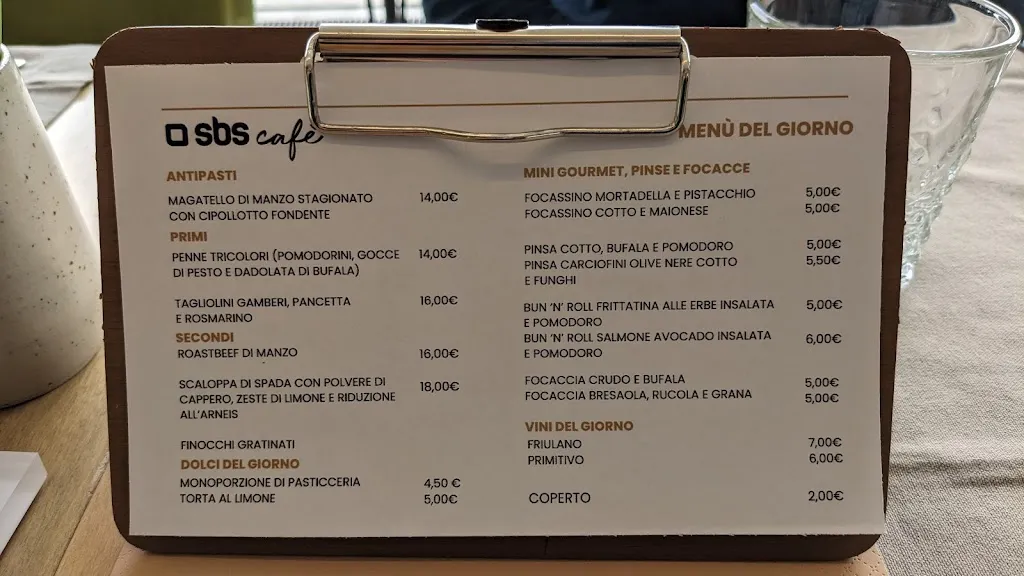 sbs café
MENÙ DEL GIORNO
ANTIPASTI
MAGATELLO DI MANZO STAGIONATO 14,00€
CON CIPOLLOTTO FONDENTE
PRIMI
PENNE TRICOLORI (POMODORINI, GOCCE 14,00€
DI PESTO E DADOLATA DI BUFALA)
TAGLIOLINI GAMBERI, PANCETTA 16,00€
E ROSMARINO
SECONDI
ROASTBEEF DI MANZO 16,00€
SCALOPPA DI SPADA CON POLVERE DI 18,00€
CAPPERO, ZESTE DI LIMONE E RIDUZIONE
ALL'ARNEIS
FINOCCHI GRATINATI
DOLCI DEL GIORNO
MONOPORZIONE DI PASTICCERIA 4,50 €
TORTA AL LIMONE 5,00€
MINI GOURMET, PINSE E FOCACCE
FOCASSINO MORTADELLA E PISTACCHIO 5,00€
FOCASSINO COTTO E MAIONESE 5,00€
PINSA COTTO, BUFALA E POMODORO 5,00€
PINSA CARCIOFINI OLIVE NERE COTTO 5,50€
E FUNGHI
BUN 'N' ROLL FRITTATINA ALLE ERBE INSALATA 5,00€
E POMODORO
BUN 'N' ROLL SALMONE AVOCADO INSALATA 6,00€
E POMODORO
FOCACCIA CRUDO E BUFALA 5,00€
FOCACCIA BRESAOLA, RUCOLA E GRANA 5,00€
VINI DEL GIORNO
FRIULANO 7,00€
PRIMITIVO 6,00€
COPERTO 2,00€